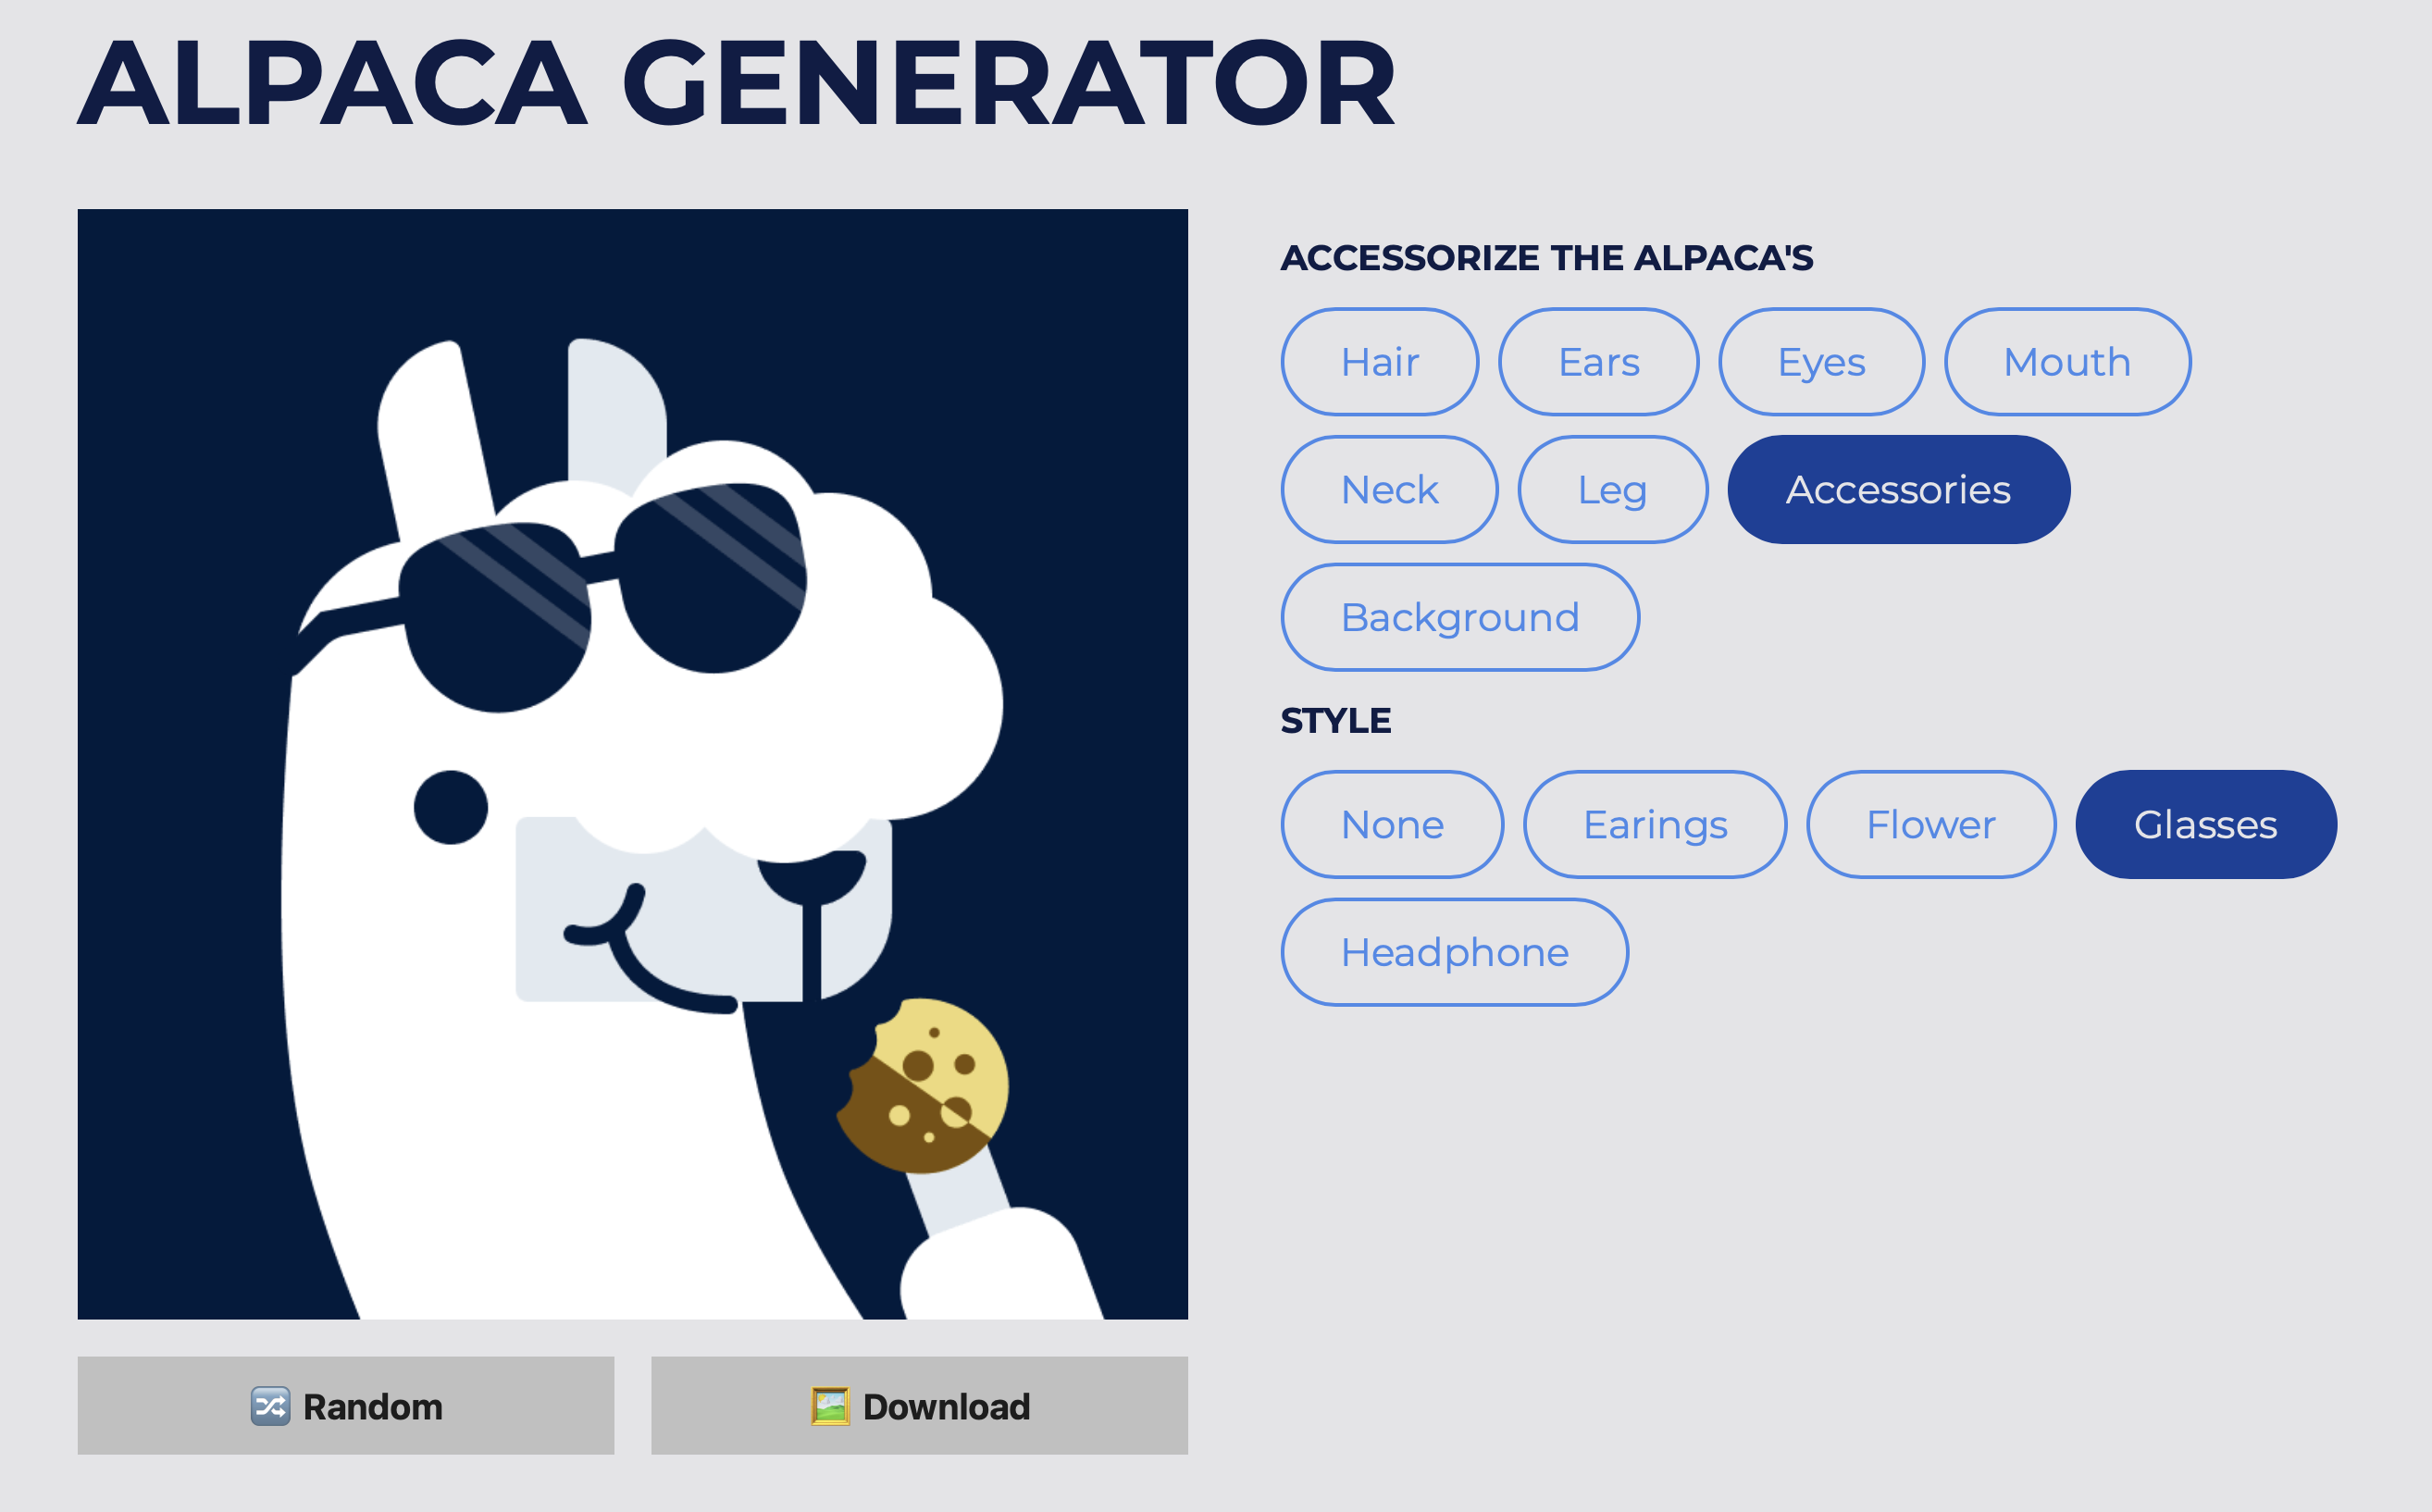 ALPACA GENERATOR
ACCESSORIZE THE ALPACA'S
Hair Ears Eyes Mouth
Neck Leg Accessories
Background
STYLE
None Earings Flower Glasses
Headphone
Random Download